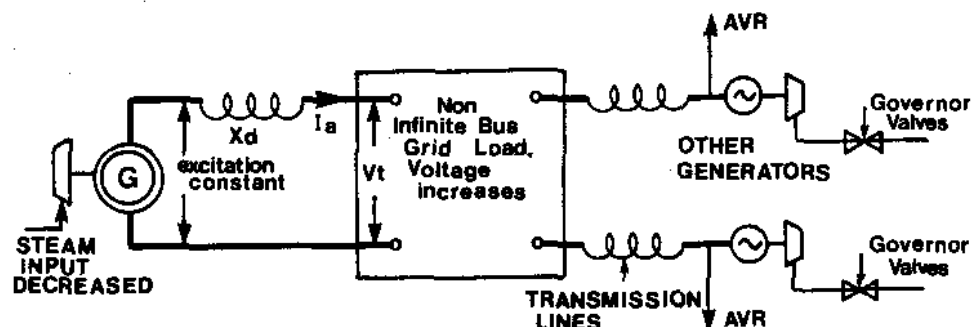 AVR
Xd
Ia
excitation
constant
G
Vt
STEAM
INPUT
DECREASED
Non
Infinite Bus
Grid Load,
Voltage
increases
OTHER
GENERATORS
Governor
Valves
TRANSMISSION
LINES
AVR
Governor
Valves